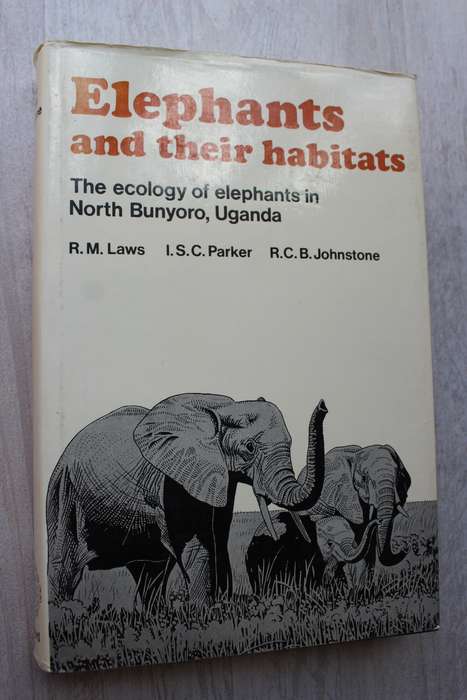 Elephants
and their habitats
The ecology of elephants in
North Bunyoro, Uganda
R. M. Laws I. S. C. Parker R. C. B. Johnstone